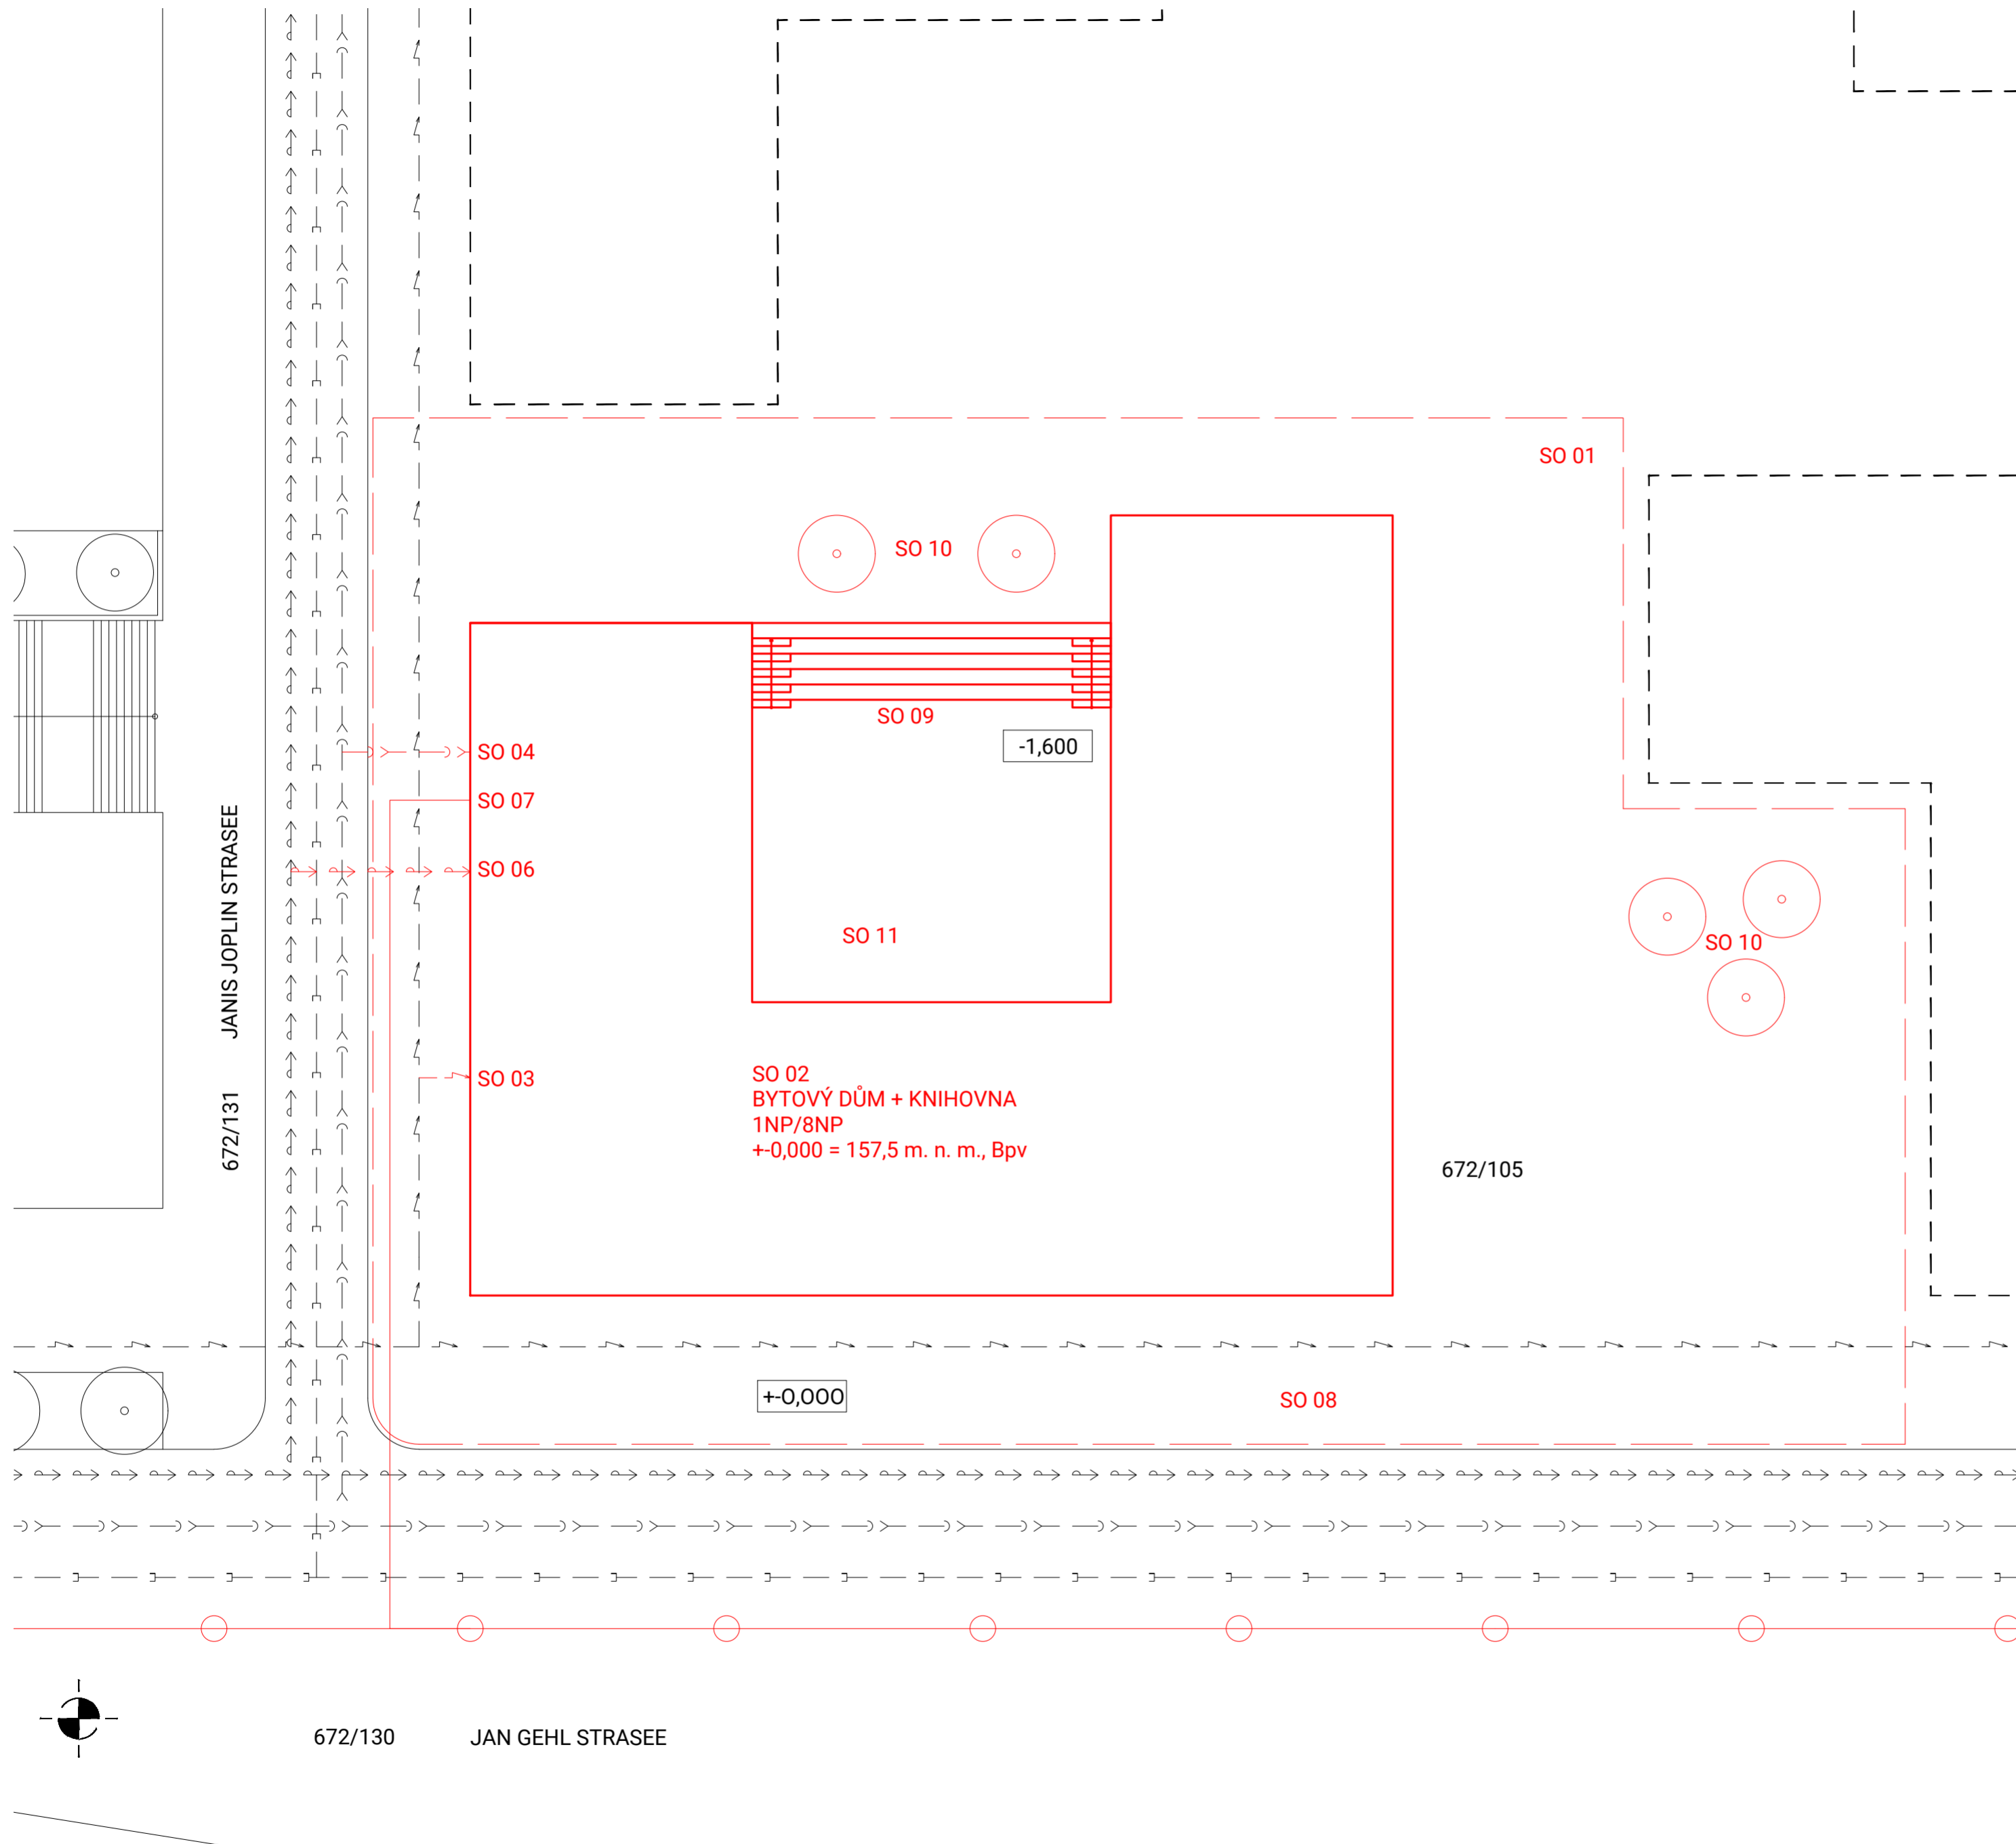 SO 01
SO 10
SO 09
-1,600
SO 04
SO 07
SO 06
SO 11
SO 10
JANIS JOPLIN STRASEE
672/131
SO 03
SO 02
BYTOVÝ DŮM + KNIHOVNA
1NP/8NP
+-0,000 = 157,5 m. n. m., Bpv
672/105
+-0,000
SO 08
672/130 JAN GEHL STRASEE